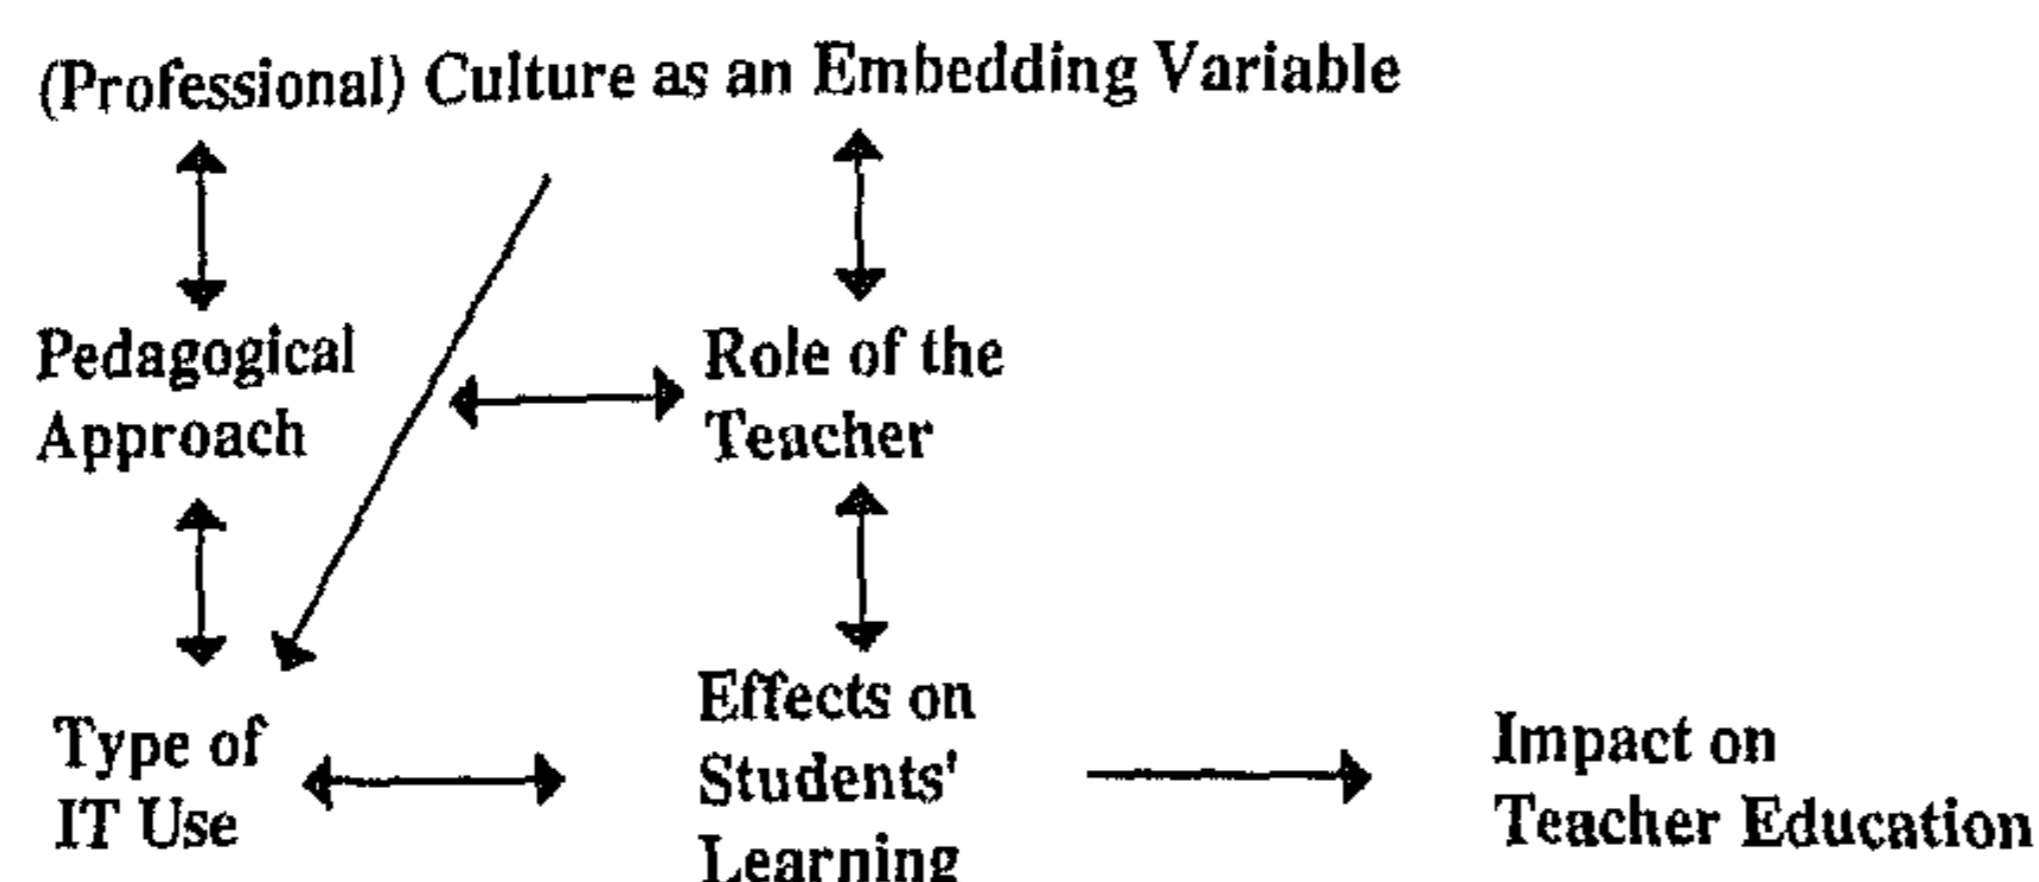 (Professional) Culture as an Embedding Variable
Pedagogical
Approach
Role of the
Teacher
Type of
IT Use
Effects on
Students'
Learning
Impact on
Teacher Education